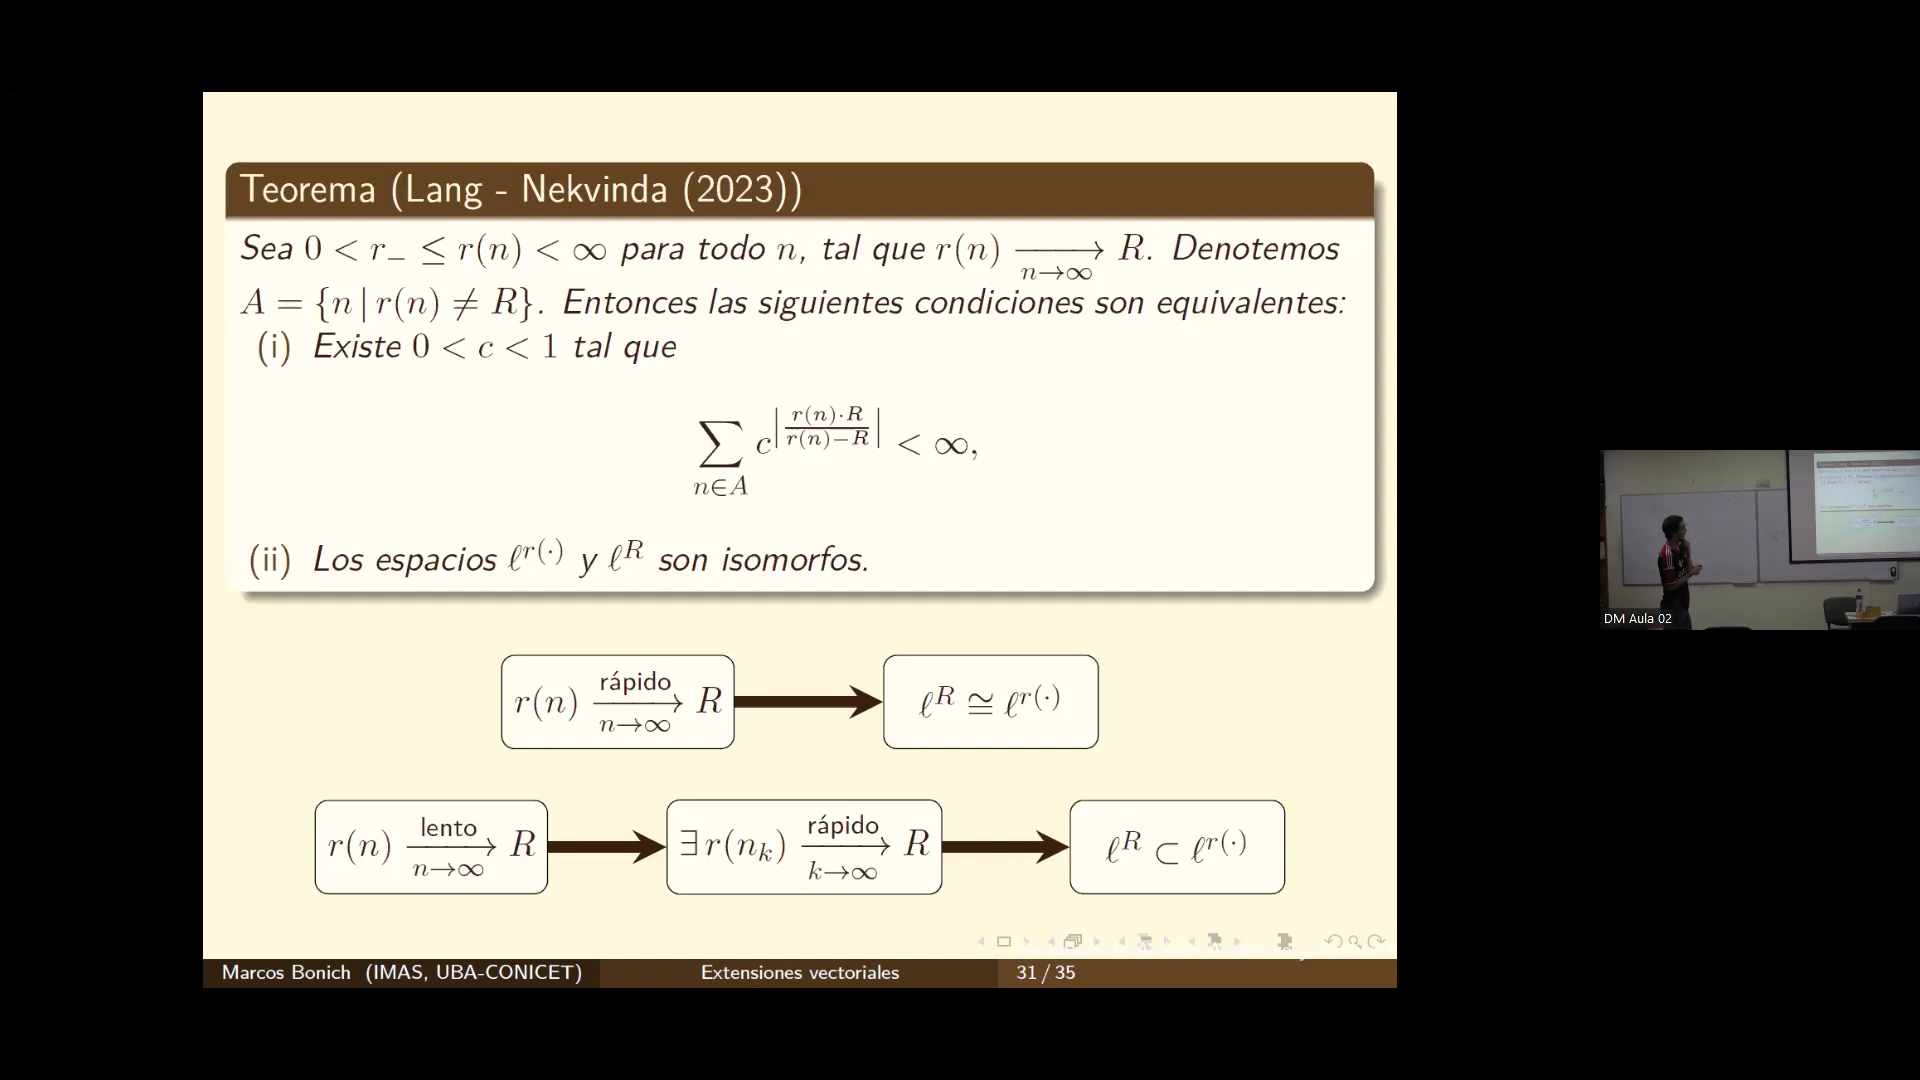 Teorema (Lang - Nekvinda (2023))
Sea 0 < r_− ≤ r(n) < ∞ para todo n, tal que r(n) ⟶ R. Denotemos
n→∞
A = {n | r(n) ≠ R}. Entonces las siguientes condiciones son equivalentes:
(i) Existe 0 < c < 1 tal que
∑_{n∈A} c^{|r(n)·R / r(n)−R|} < ∞,
(ii) Los espacios ℓ^{r(·)} y ℓ^R son isomorfos.
rápido
r(n) ⟶ R ℓ^R ≅ ℓ^{r(·)}
n→∞
lento rápido
r(n) ⟶ R ∃ r(n_k) ⟶ R ℓ^R ⊂ ℓ^{r(·)}
n→∞ k→∞
Marcos Bonich (IMAS, UBA-CONICET) Extensiones vectoriales 31 / 35
DM Aula 02